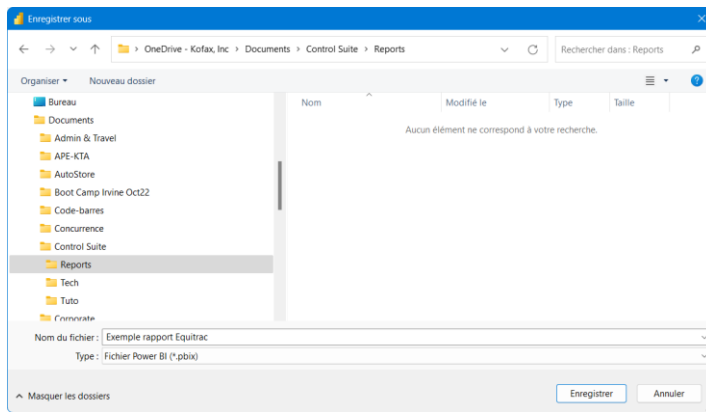 Enregistrer sous
OneDrive - Kofax, Inc > Documents > Control Suite > Reports
Rechercher dans : Reports
Organiser
Nouveau dossier
Bureau
Documents
Admin & Travel
APE-KTA
AutoStore
Boot Camp Irvine Oct22
Code-barres
Concurrence
Control Suite
Reports
Tech
Tuto
Corporate
Nom Modifié le Type Taille
Aucun élément ne correspond à votre recherche.
Nom du fichier : Exemple rapport Equitrac
Type : Fichier Power BI (*.pbix)
Masquer les dossiers
Enregistrer
Annuler